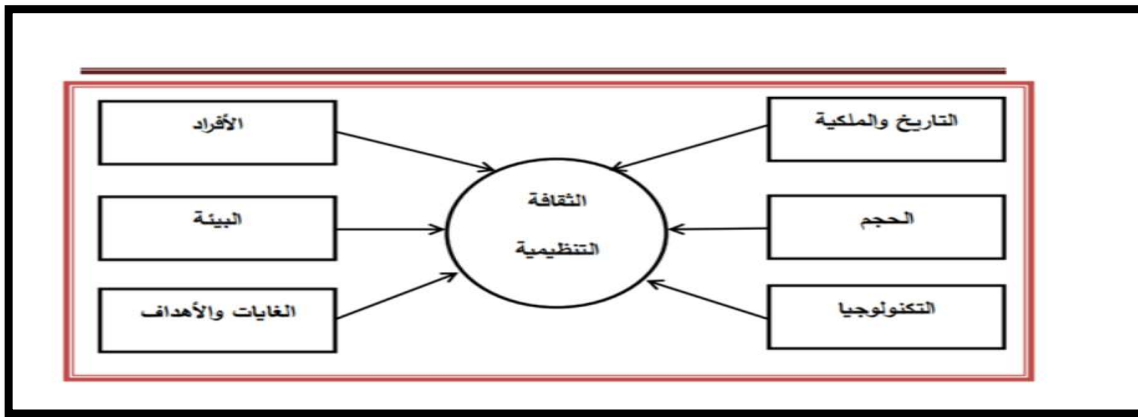 التاريخ والملكية
الحجم
التكنولوجيا
الثقافة
التنظيمية
الأفراد
البيئة
الغايات والأهداف